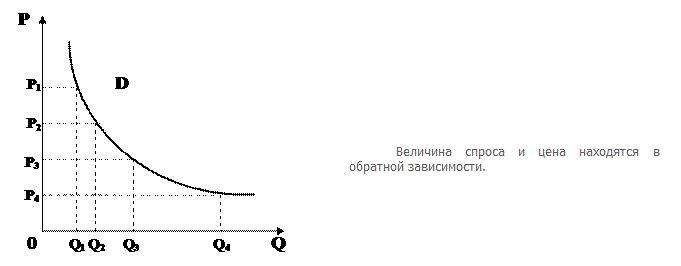 P
P1
D
P2
P3
P4
0 Q1 Q2 Q3 Q4 Q
Величина спроса и цена находятся в
обратной зависимости.